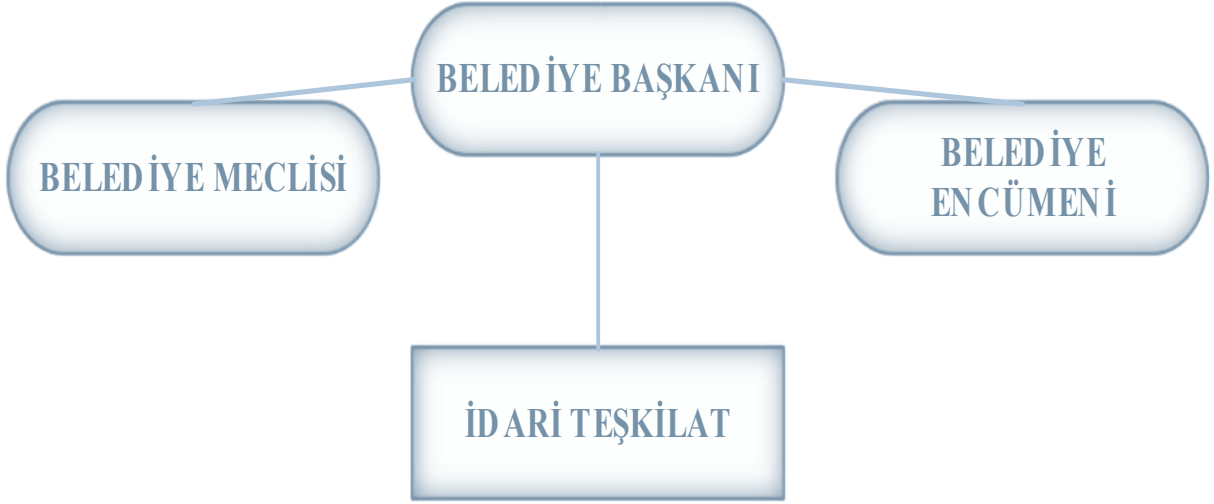 BELEDİYE BAŞKANI
BELEDİYE MECLİSİ
BELEDİYE
ENCÜMENİ
İDARİ TEŞKİLAT